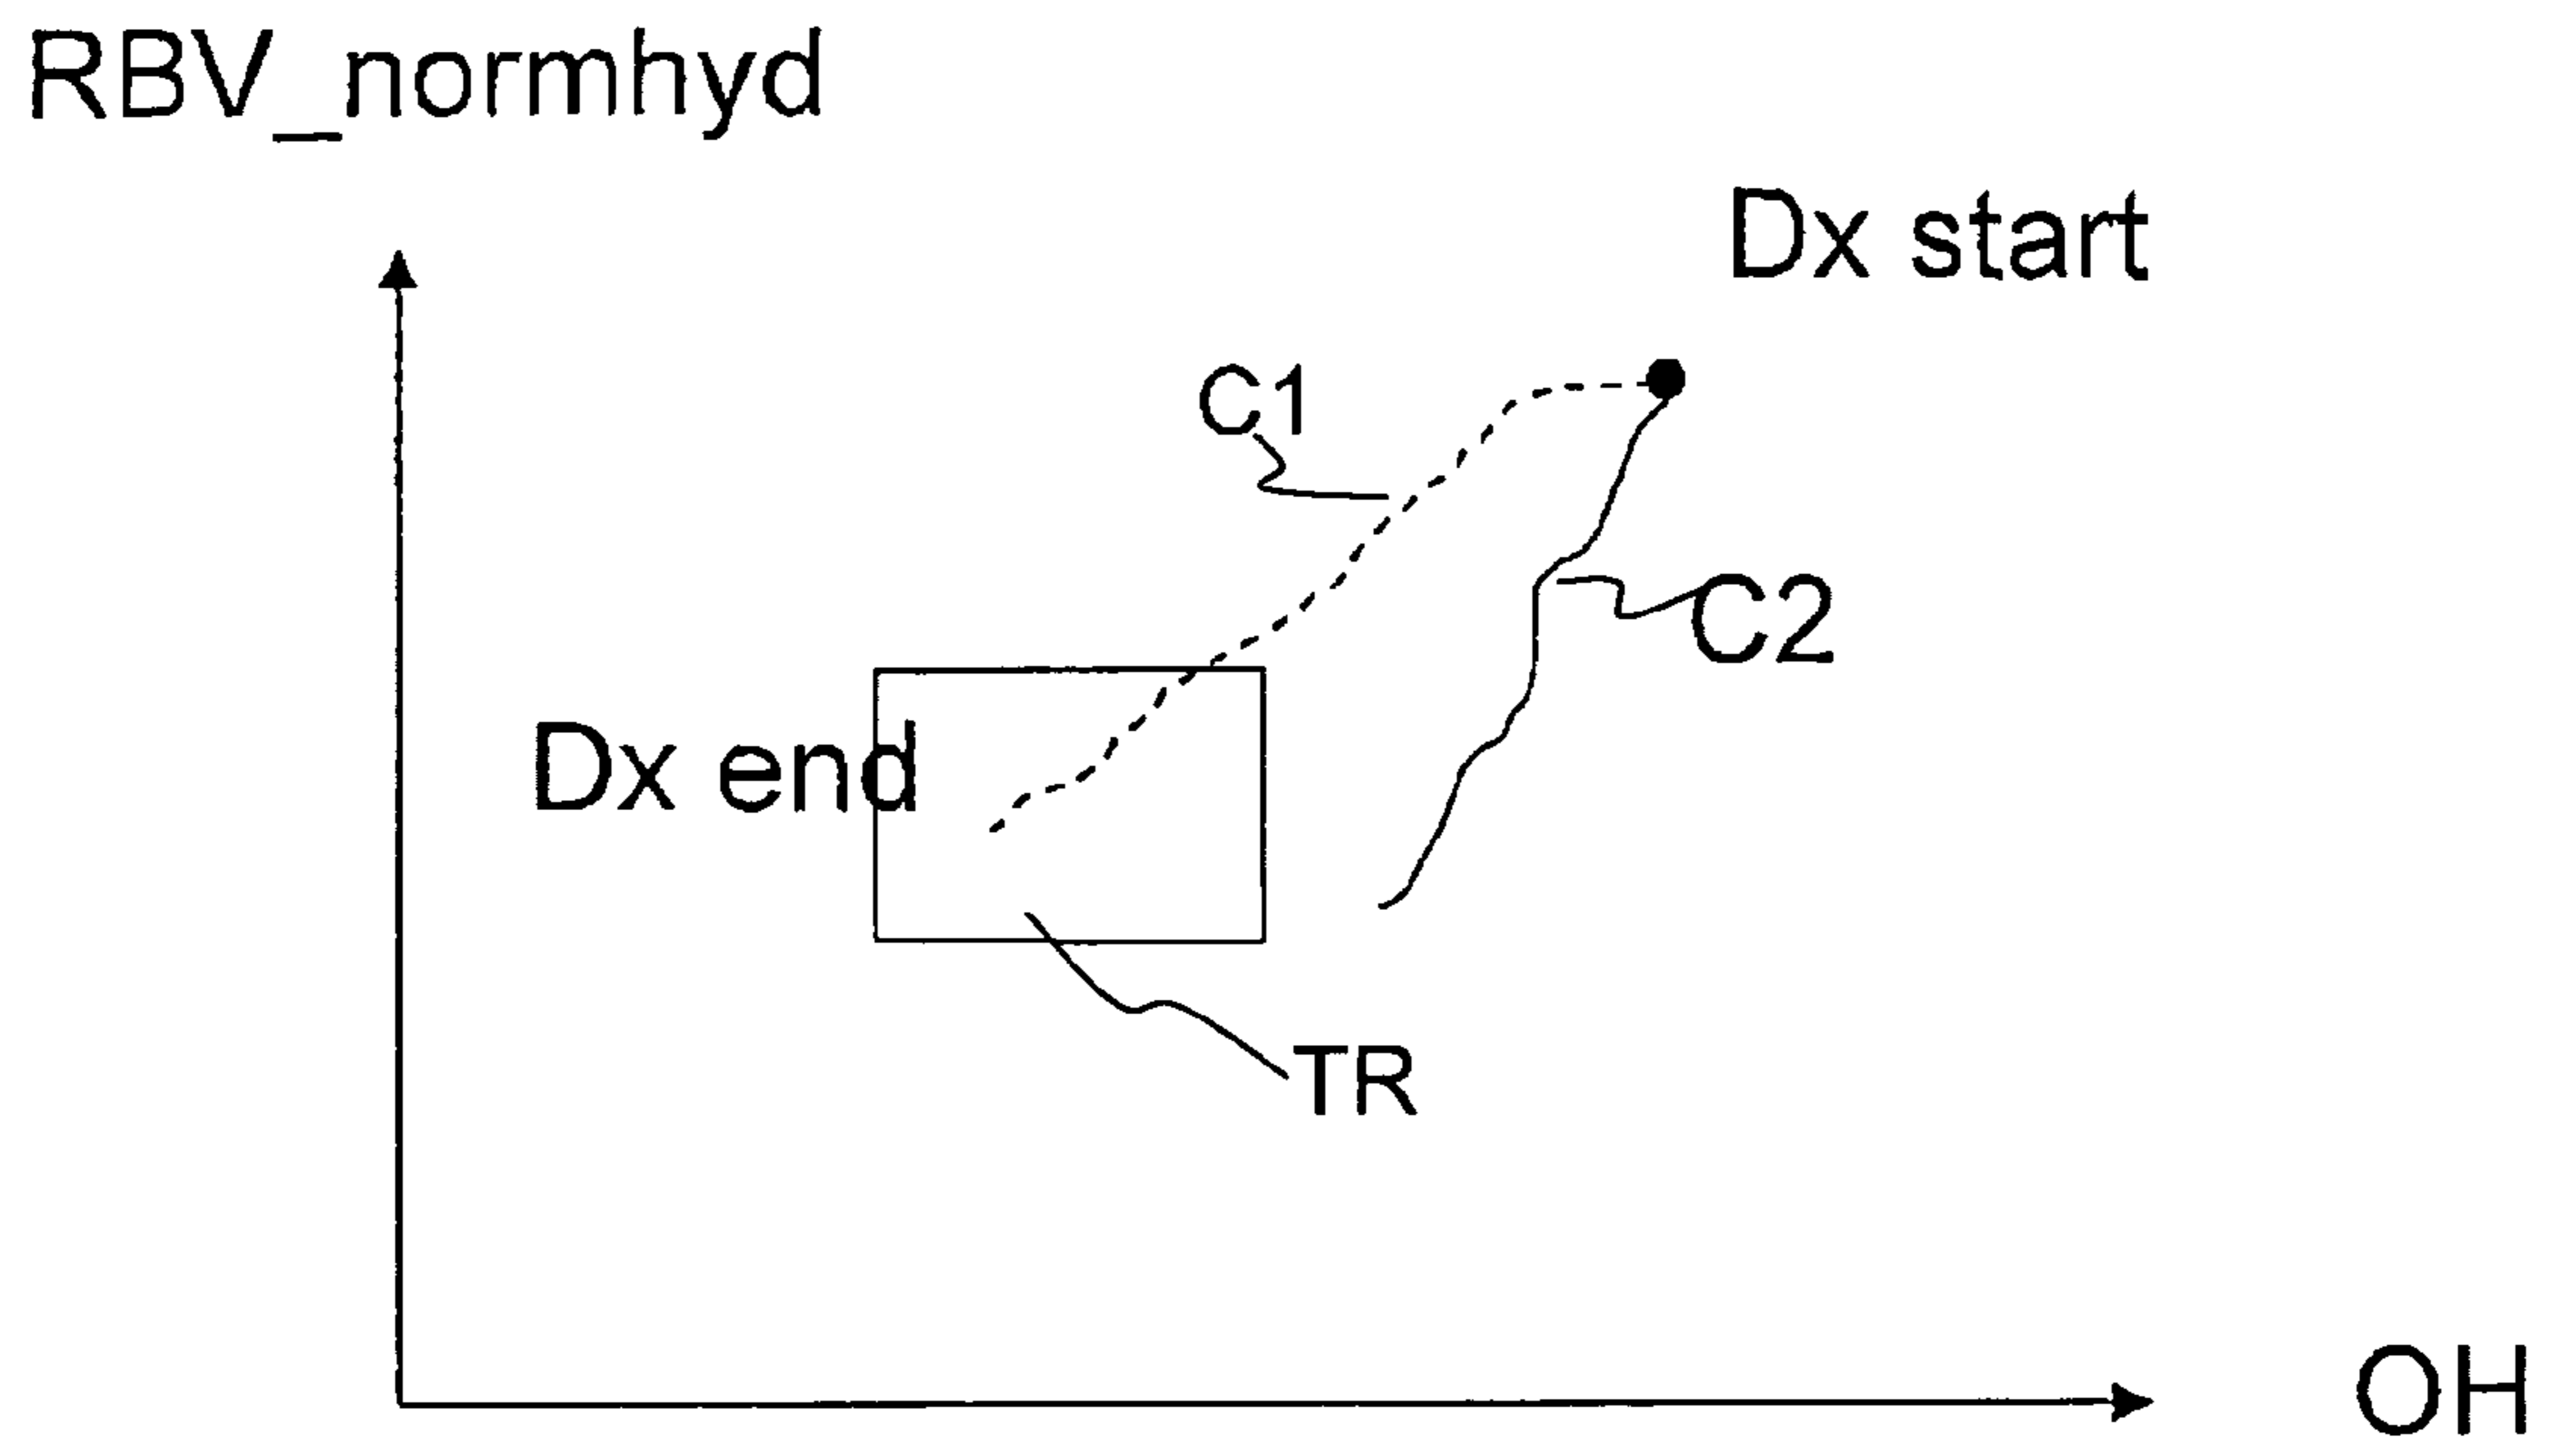 RBV_normhyd
Dx start
C1
C2
Dx end
TR
OH